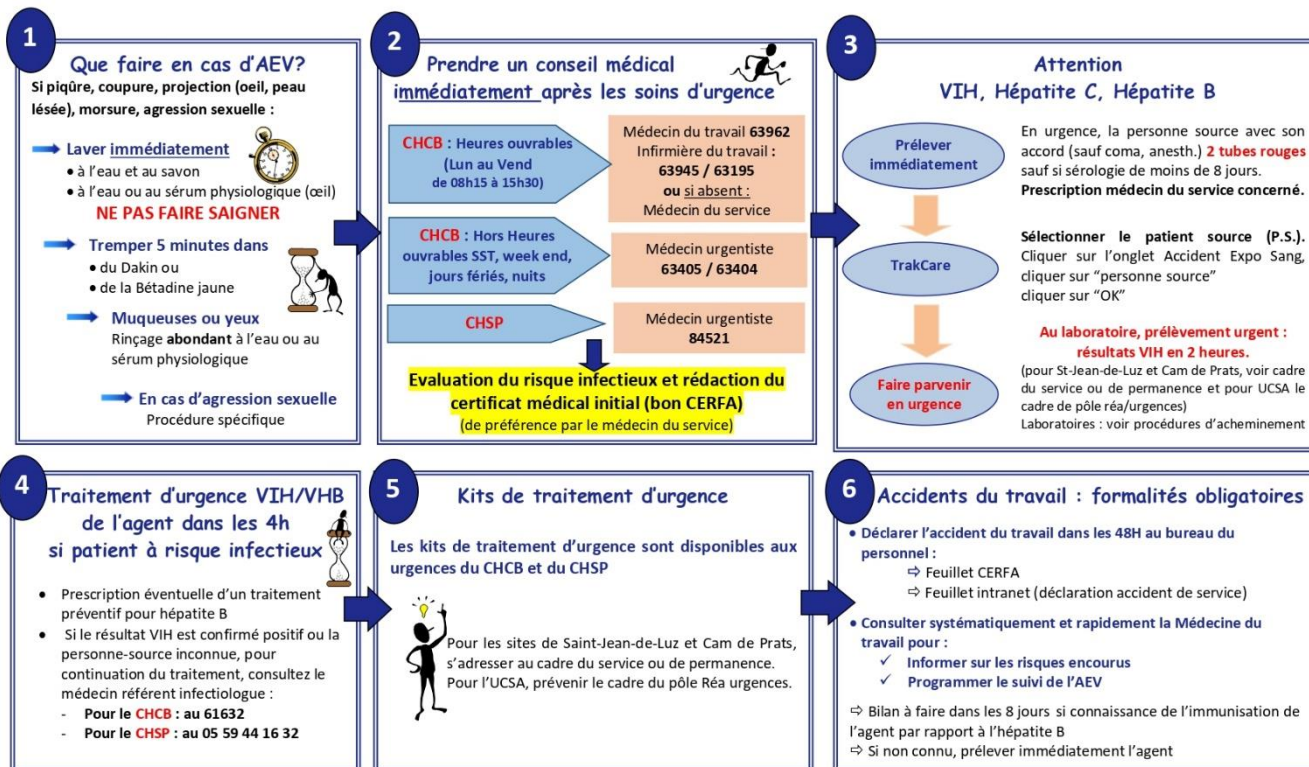 1
Que faire en cas d'AEV?
Si piqûre, coupure, projection (oeil, peau
lésée), morsure, agression sexuelle :
Laver immédiatement
• à l'eau et au savon
• à l'eau ou au sérum physiologique (œil)
NE PAS FAIRE SAIGNER
Tremper 5 minutes dans
• du Dakin ou
• de la Bétadine jaune
Muqueuses ou yeux
Rinçage abondant à l'eau ou au
sérum physiologique
En cas d'agression sexuelle
Procédure spécifique
2
Prendre un conseil médical
immédiatement après les soins d'urgence
CHCB : Heures ouvrables
(Lun au Vend
de 08h15 à 15h30)
Médecin du travail 63962
Infirmière du travail :
63945 / 63195
ou si absent :
Médecin du service
CHCB : Hors Heures
ouvrables SST, week end,
jours fériés, nuits
Médecin urgentiste
63405 / 63404
CHSP
Médecin urgentiste
84521
Evaluation du risque infectieux et rédaction du
certificat médical initial (bon CERFA)
(de préférence par le médecin du service)
3
Attention
VIH, Hépatite C, Hépatite B
Prélever
immédiatement
En urgence, la personne source avec son
accord (sauf coma, anesth.) 2 tubes rouges
sauf si sérologie de moins de 8 jours.
Prescription médecin du service concerné.
TrakCare
Sélectionner le patient source (P.S.).
Cliquer sur l'onglet Accident Expo Sang,
cliquer sur "personne source"
cliquer sur "OK"
Faire parvenir
en urgence
Au laboratoire, prélèvement urgent :
résultats VIH en 2 heures.
(pour St-Jean-de-Luz et Cam de Prats, voir cadre
du service ou de permanence et pour UCSA le
cadre de pôle réa/urgences)
Laboratoires : voir procédures d'acheminement
4
Traitement d'urgence VIH/VHB
de l'agent dans les 4h
si patient à risque infectieux
• Prescription éventuelle d'un traitement
préventif pour hépatite B
• Si le résultat VIH est confirmé positif ou la
personne-source inconnue, pour
continuation du traitement, consultez le
médecin référent infectiologue :
- Pour le CHCB : au 61632
- Pour le CHSP : au 05 59 44 16 32
5
Kits de traitement d'urgence
Les kits de traitement d'urgence sont disponibles aux
urgences du CHCB et du CHSP
Pour les sites de Saint-Jean-de-Luz et Cam de Prats,
s'adresser au cadre du service ou de permanence.
Pour l'UCSA, prévenir le cadre du pôle Réa urgences.
6
Accidents du travail : formalités obligatoires
• Déclarer l'accident du travail dans les 48H au bureau du
personnel :
⇨ Feuillet CERFA
⇨ Feuillet intranet (déclaration accident de service)
• Consulter systématiquement et rapidement la Médecine du
travail pour :
✓ Informer sur les risques encourus
✓ Programmer le suivi de l'AEV
⇨ Bilan à faire dans les 8 jours si connaissance de l'immunisation de
l'agent par rapport à l'hépatite B
⇨ Si non connu, prélever immédiatement l'agent